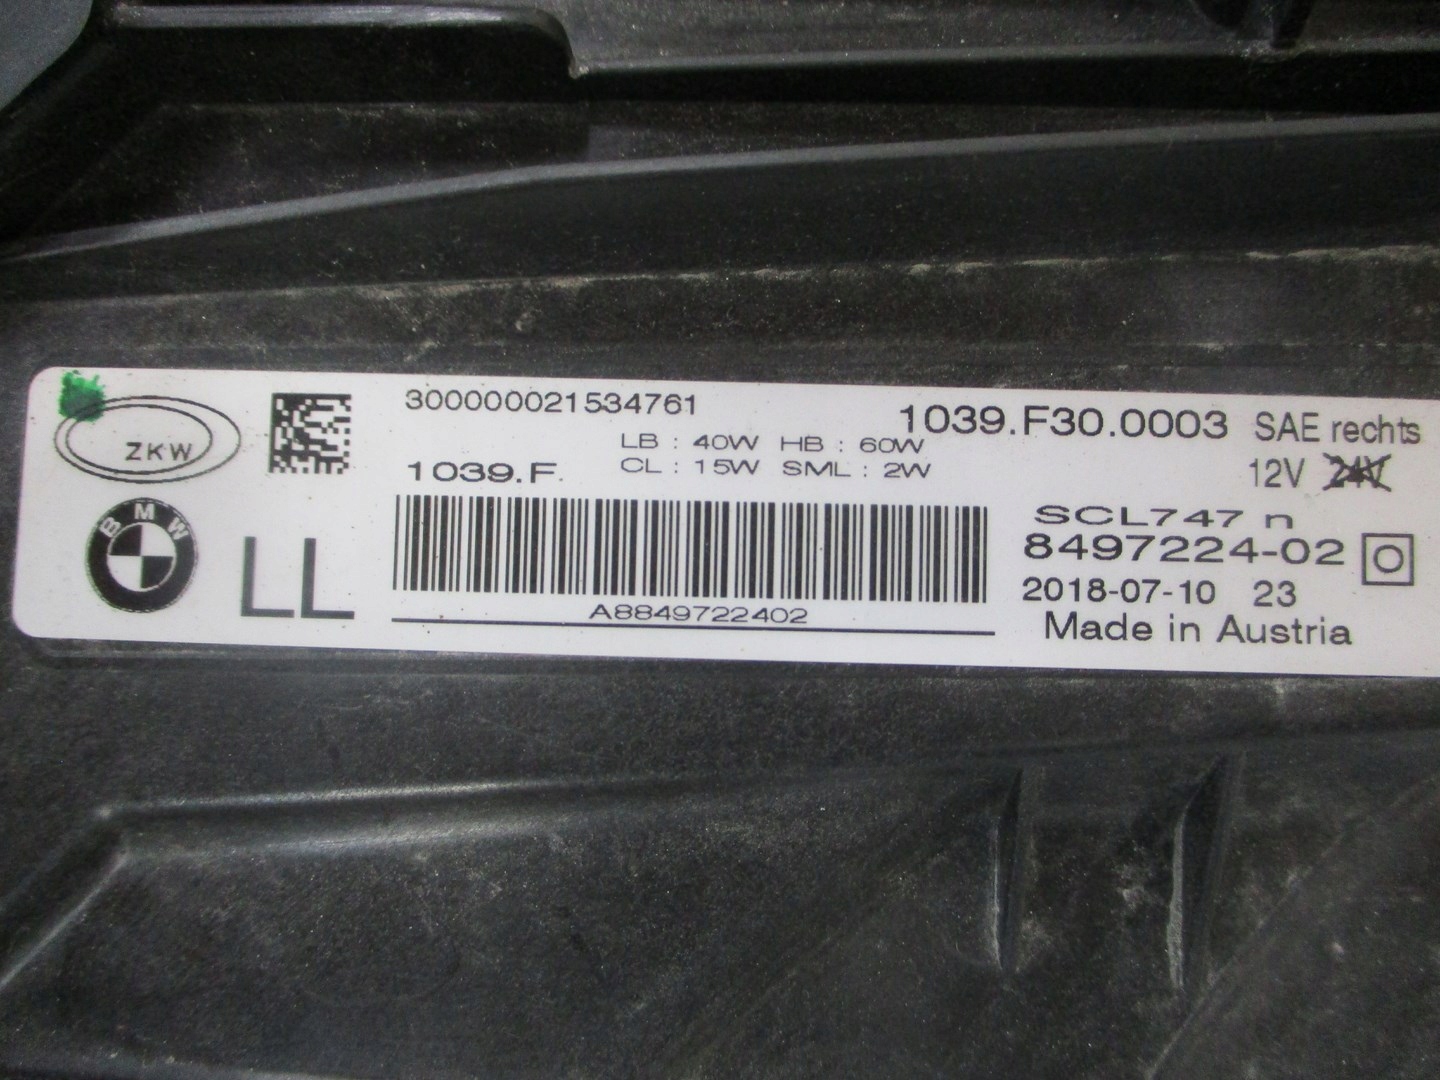 ZKW
BMW
LL
300000021534761
LB : 40W HB : 60W
CL : 15W SML : 2W
1039.F.
A8849722402
1039.F30.0003 SAE rechts
12V 24V
SCL747 n
8497224-02
2018-07-10 23
Made in Austria